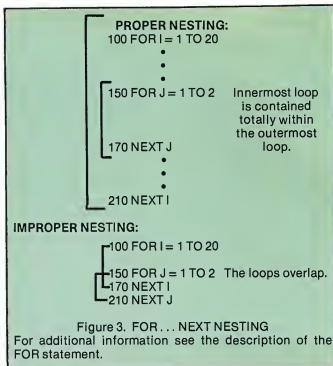 PROPER NESTING:
100 FOR I = 1 TO 20
•
•
•
150 FOR J = 1 TO 2 Innermost loop
is contained
totally within
the outermost
170 NEXT J loop.
•
•
•
210 NEXT I
IMPROPER NESTING:
100 FOR I = 1 TO 20
150 FOR J = 1 TO 2 The loops overlap.
170 NEXT I
210 NEXT J
Figure 3. FOR . . . NEXT NESTING
For additional information see the description of the
FOR statement.